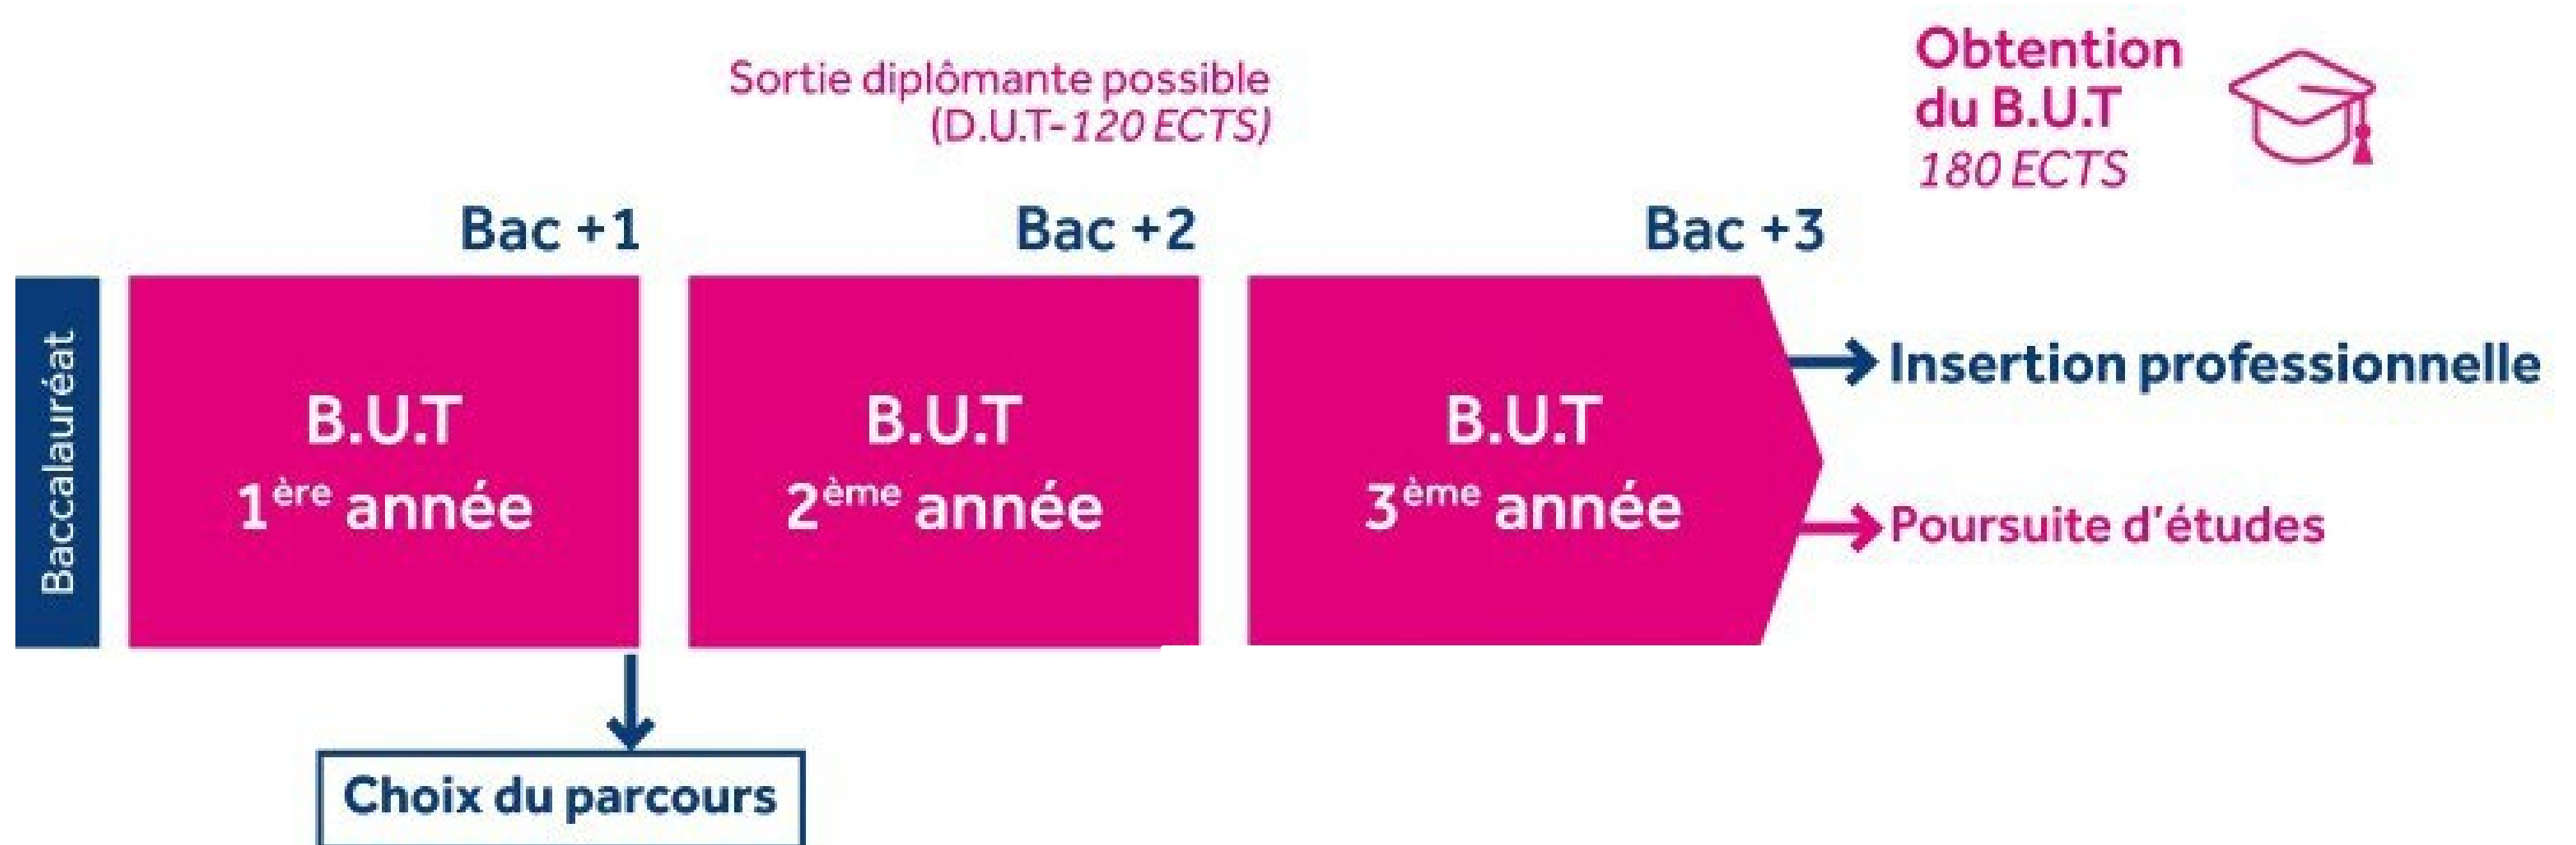 Sortie diplômante possible
(D.U.T-120 ECTS)
Obtention
du B.U.T
180 ECTS
Bac +1
Bac +2
Bac +3
Baccalauréat
B.U.T
1ère année
B.U.T
2ème année
B.U.T
3ème année
Insertion professionnelle
Poursuite d'études
Choix du parcours